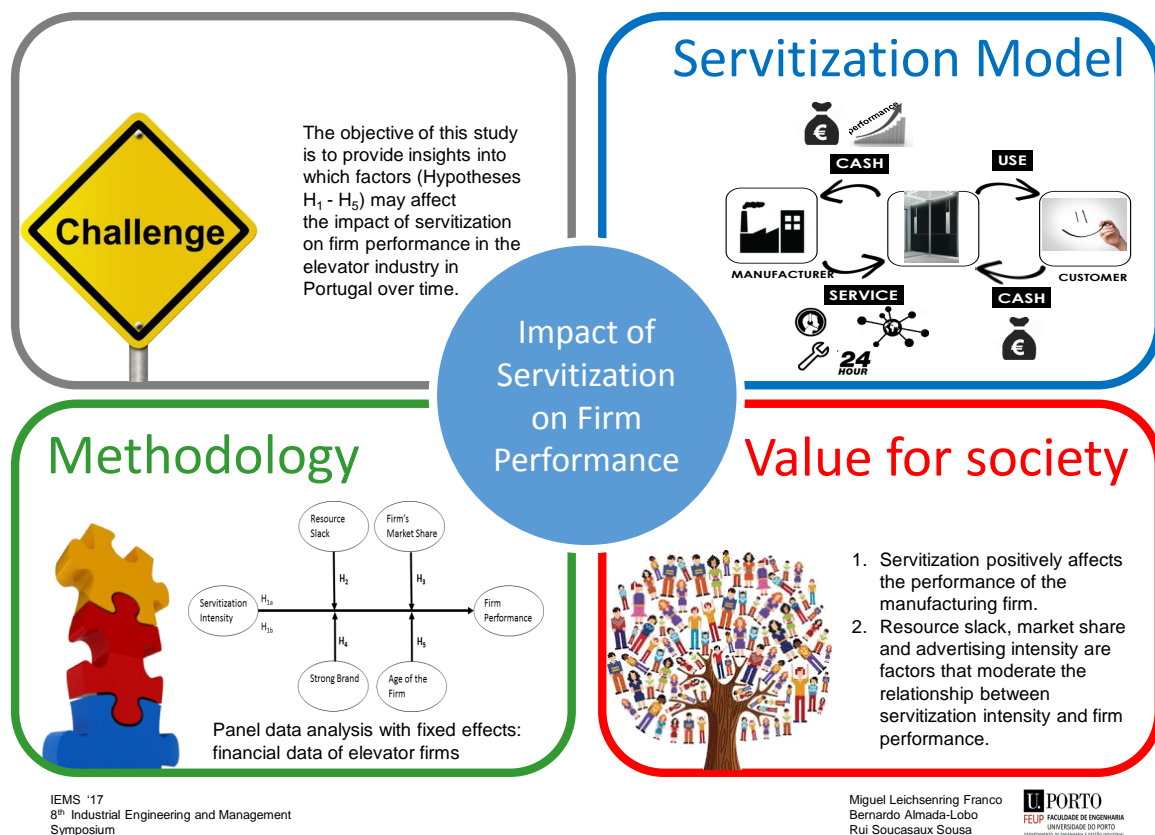 Challenge
The objective of this study
is to provide insights into
which factors (Hypotheses
H1 - H5) may affect
the impact of servitization
on firm performance in the
elevator industry in
Portugal over time.
Servitization Model
€
performance
CASH
USE
MANUFACTURER
CUSTOMER
SERVICE
CASH
24
HOUR
€
Impact of
Servitization
on Firm
Performance
Methodology
Resource
Slack
Firm's
Market Share
H2
H3
Servitization
Intensity
H1a
H1b
Firm
Performance
H4
H5
Strong Brand
Age of the
Firm
Panel data analysis with fixed effects:
financial data of elevator firms
Value for society
1. Servitization positively affects
the performance of the
manufacturing firm.
2. Resource slack, market share
and advertising intensity are
factors that moderate the
relationship between
servitization intensity and firm
performance.
IEMS ‘17
8th Industrial Engineering and Management
Symposium
Miguel Leichsenring Franco
Bernardo Almada-Lobo
Rui Soucasaux Sousa
U. PORTO
FEUP FACULDADE DE ENGENHARIA
UNIVERSIDADE DO PORTO
DEPARTAMENTO DE ENGENHARIA E GESTÃO INDUSTRIAL